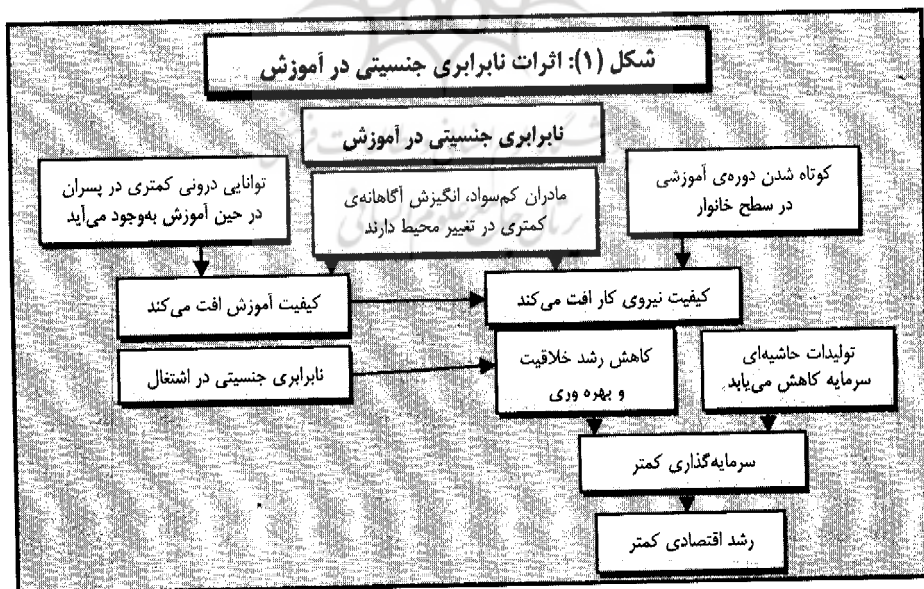 شکل (۱): اثرات نابرابری جنسیتی در آموزش
نابرابری جنسیتی در آموزش
کوتاه شدن دوره‌ی آموزشی
در سطح خانوار
مادران کم‌سواد، انگیزش آگاهانه‌ی
کمتری در تغییر محیط دارند
توانایی درونی کمتری در پسران
در حین آموزش به‌وجود می‌آید
کیفیت نیروی کار افت می‌کند
کیفیت آموزش افت می‌کند
تولیدات حاشیه‌ای
سرمایه کاهش می‌یابد
کاهش رشد خلاقیت
و بهره وری
نابرابری جنسیتی در اشتغال
سرمایه‌گذاری کمتر
رشد اقتصادی کمتر